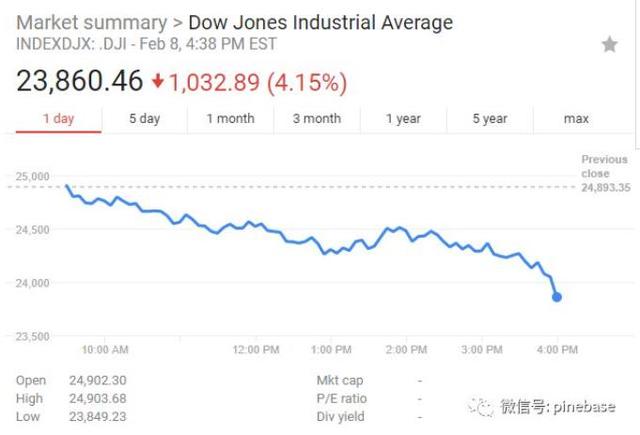 Market summary > Dow Jones Industrial Average
INDEXDJX: .DJI - Feb 8, 4:38 PM EST
23,860.46 1,032.89 (4.15%)
1 day 5 day 1 month 3 month 1 year 5 year max
Previous
close
25,000
24,893.35
24,500
24,000
23,500
10:00 AM 12:00 PM 1:00 PM 2:00 PM 3:00 PM 4:00 PM
Open 24,902.30 Mkt cap -
High 24,903.68 P/E ratio -
Low 23,849.23 Div yield -
微信号: pinebase